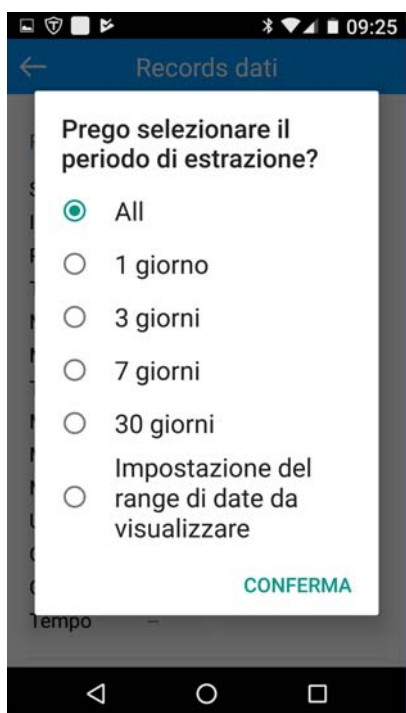 09:25
Records dati
Prego selezionare il
periodo di estrazione?
All
1 giorno
3 giorni
7 giorni
30 giorni
Impostazione del
range di date da
visualizzare
CONFERMA
Tempo --